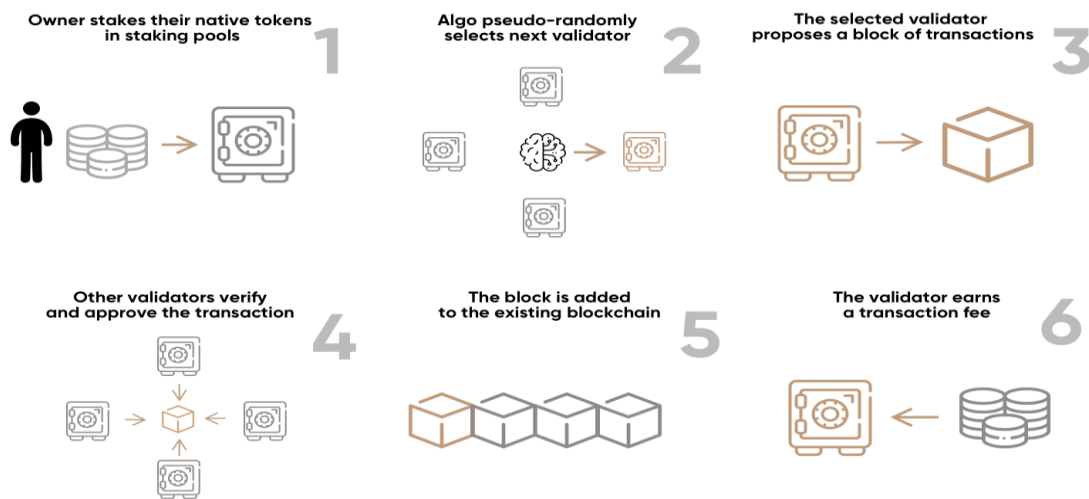 Owner stakes their native tokens
in staking pools
1
Algo pseudo-randomly
selects next validator
2
The selected validator
proposes a block of transactions
3
Other validators verify
and approve the transaction
4
The block is added
to the existing blockchain
5
The validator earns
a transaction fee
6